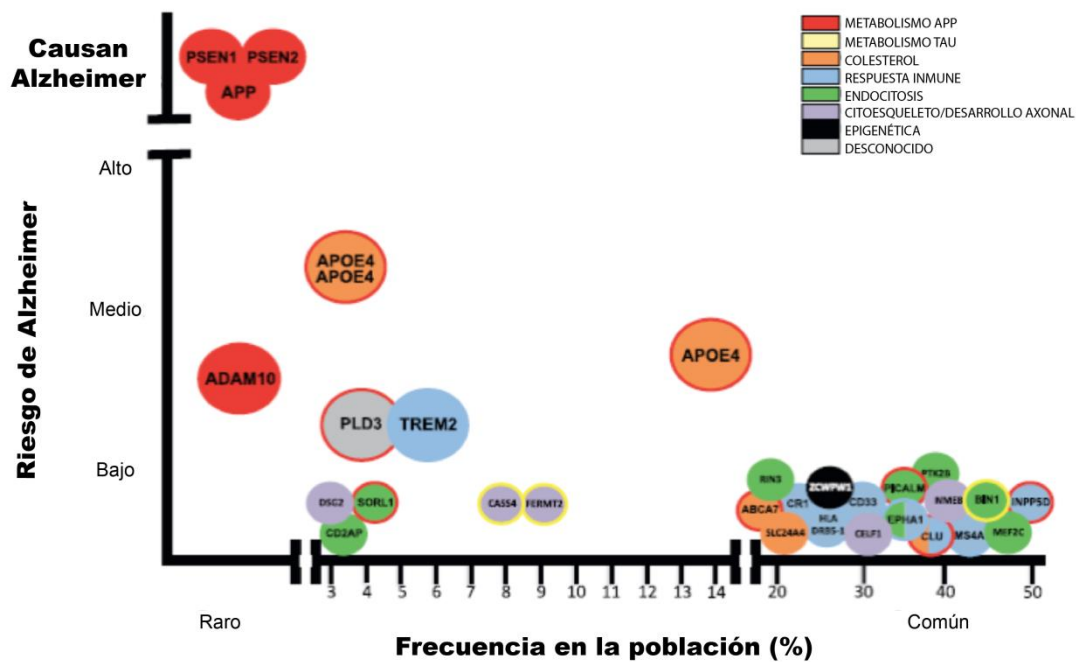 Causan
Alzheimer
PSEN1
PSEN2
APP
METABOLISMO APP
METABOLISMO TAU
COLESTEROL
RESPUESTA INMUNE
ENDOCITOSIS
CITOESQUELETO/DESARROLLO AXONAL
EPIGENÉTICA
DESCONOCIDO
Riesgo de Alzheimer
Alto
Medio
Bajo
APOE4
APOE4
APOE4
ADAM10
PLD3
TREM2
DSG2
SORL1
CD2AP
CASS4
FERMT2
RIN3
ZCWPW1
PTK2B
PICALM
ABCA7
CR1
CD33
INPP5D
BIN1
SLC24A4
HLA
EPHA1
CELF1
CLU
MS4A
MEF2C
3 4 5 6 7 8 9 10 11 12 13 14 20 30 40 50
Raro
Común
Frecuencia en la población (%)